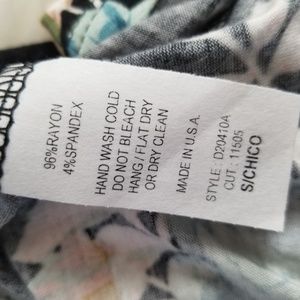 96%RAYON
4%SPANDEX
HAND WASH COLD
DO NOT BLEACH
HANG / FLAT DRY
OR DRY CLEAN
MADE IN U.S.A.
STYLE : D20410A
CUT : 11505
S/CHICO